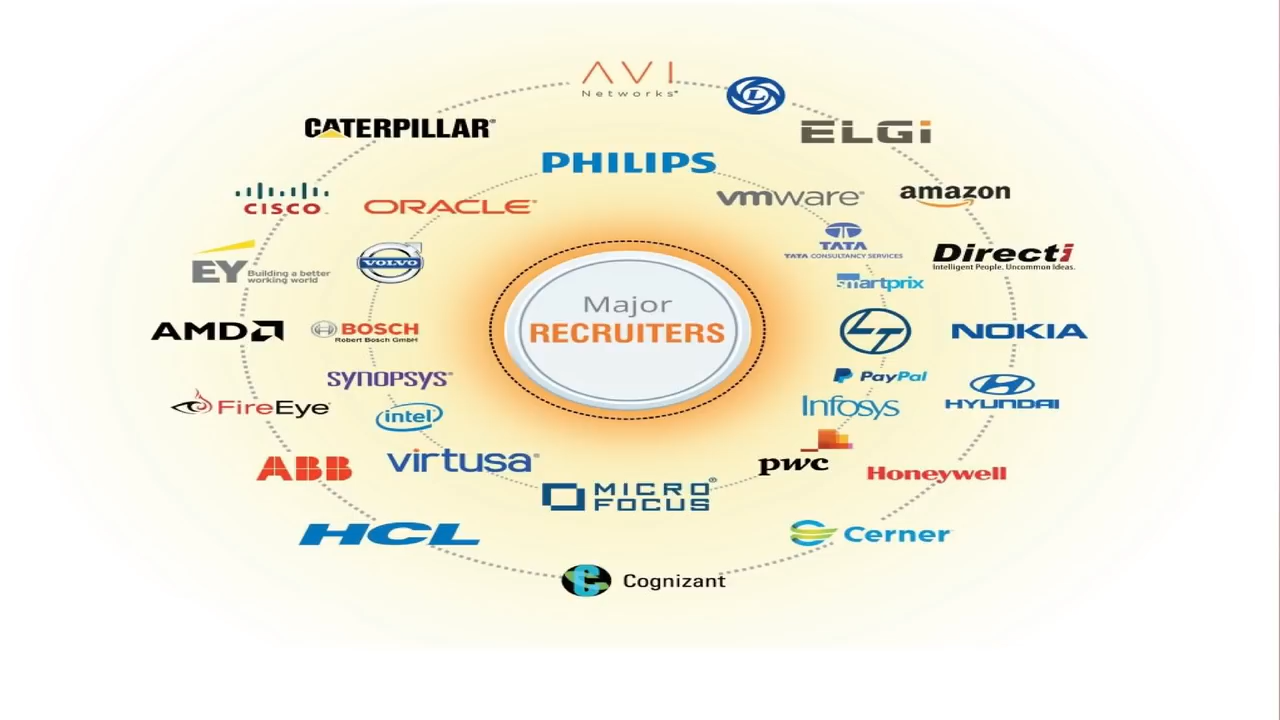 AVI
Networks
L
CATERPILLAR
ELGi
PHILIPS
CISCO
ORACLE
vmware
amazon
TATA
TATA CONSULTANCY SERVICES
EY
Building a better
working world
VOLVO
Directi
Intelligent People, Uncommon Ideas.
smartprix
Major
RECRUITERS
AMD
BOSCH
Robert Bosch GmbH
LT
NOKIA
SYNOPSYS
PayPal
FireEye
intel
Infosys
HYUNDAI
ABB
virtusa
pwc
Honeywell
MICRO
FOCUS
HCL
Cerner
Cognizant